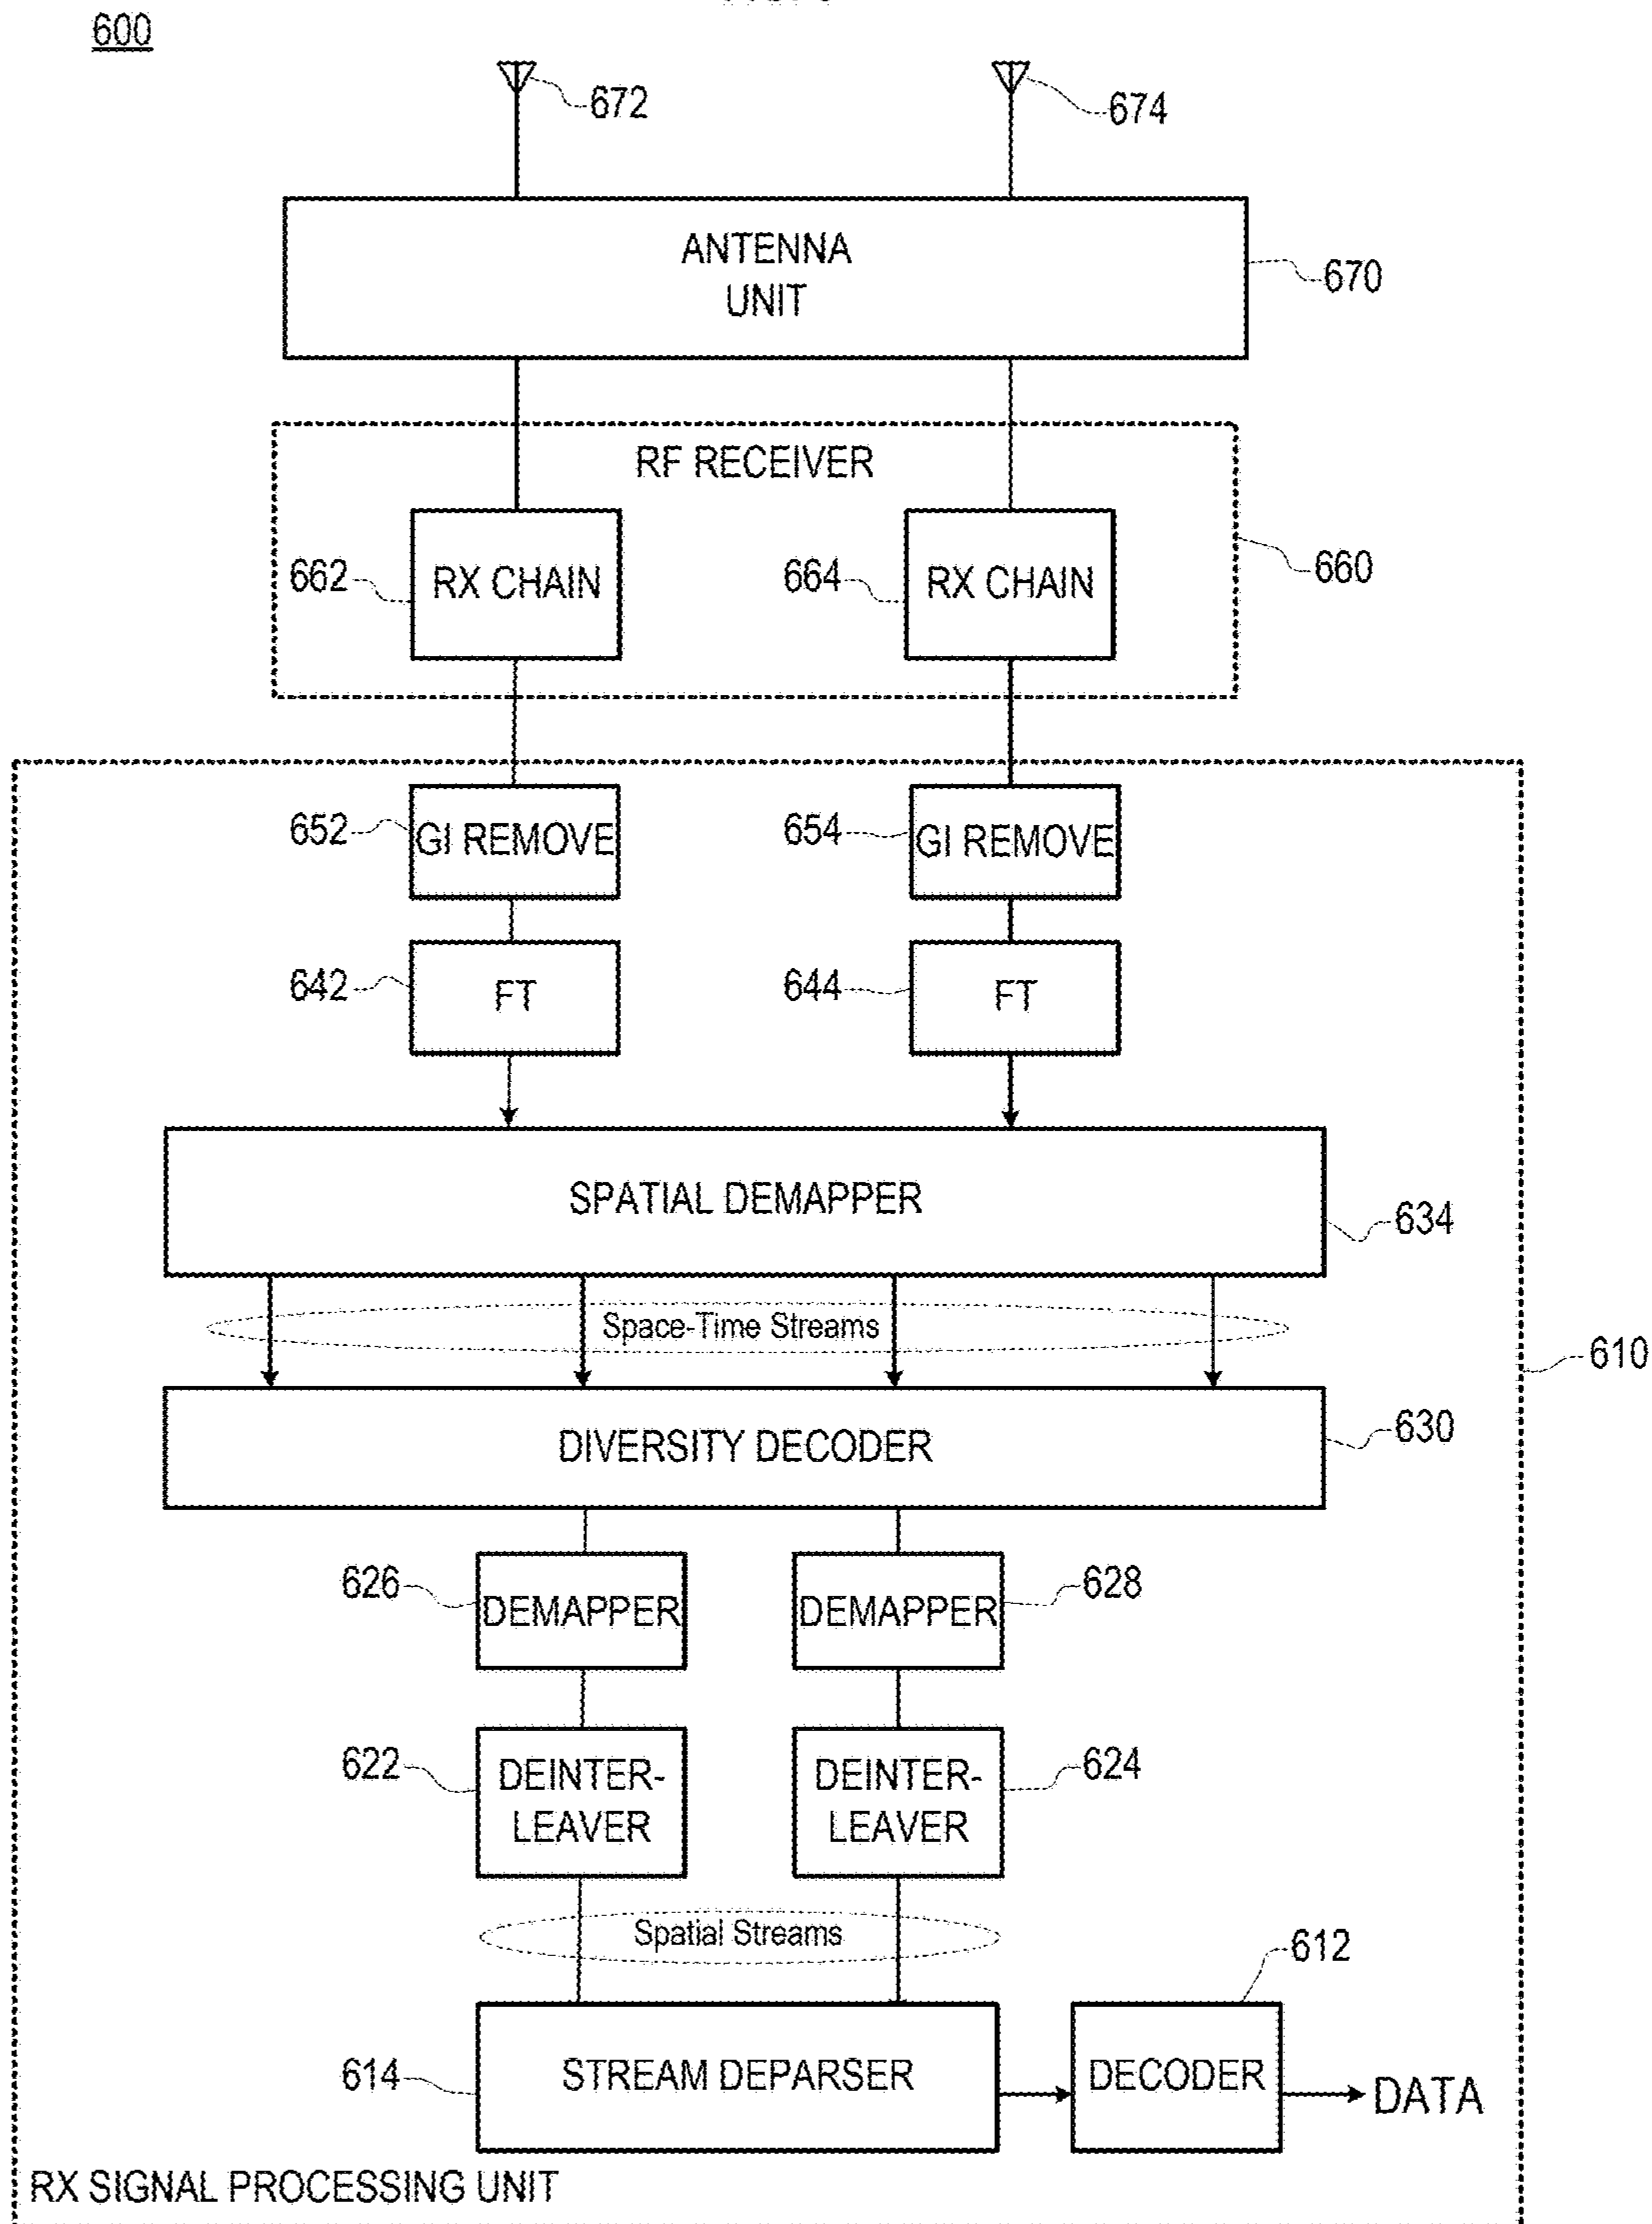 600
672
674
ANTENNA
UNIT
670
RF RECEIVER
662
RX CHAIN
664
RX CHAIN
660
652
GI REMOVE
654
GI REMOVE
642
FT
644
FT
SPATIAL DEMAPPER
634
Space-Time Streams
610
DIVERSITY DECODER
630
626
DEMAPPER
DEMAPPER
628
622
DEINTER-
LEAVER
DEINTER-
LEAVER
624
Spatial Streams
612
614
STREAM DEPARSER
DECODER
DATA
RX SIGNAL PROCESSING UNIT